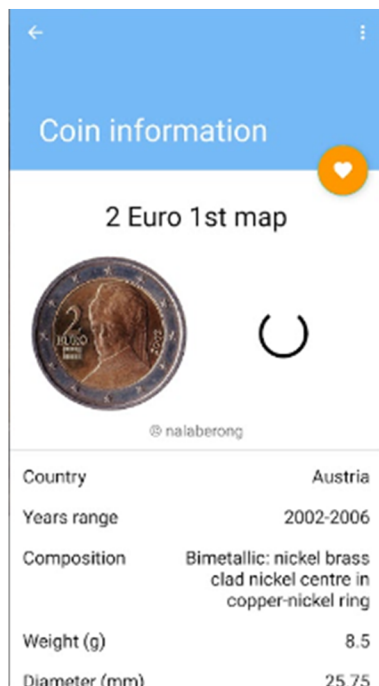 Coin information
2 Euro 1st map
2
EURO
2002
® nalaberong
Country Austria
Years range 2002-2006
Composition Bimetallic: nickel brass
clad nickel centre in
copper-nickel ring
Weight (g) 8.5
Diameter (mm) 25.75